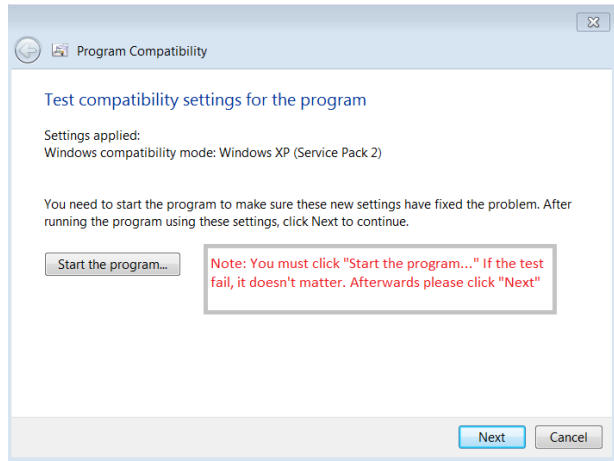 Program Compatibility
Test compatibility settings for the program
Settings applied:
Windows compatibility mode: Windows XP (Service Pack 2)
You need to start the program to make sure these new settings have fixed the problem. After
running the program using these settings, click Next to continue.
Start the program...
Note: You must click "Start the program..." If the test
fail, it doesn't matter. Afterwards please click "Next"
Next
Cancel